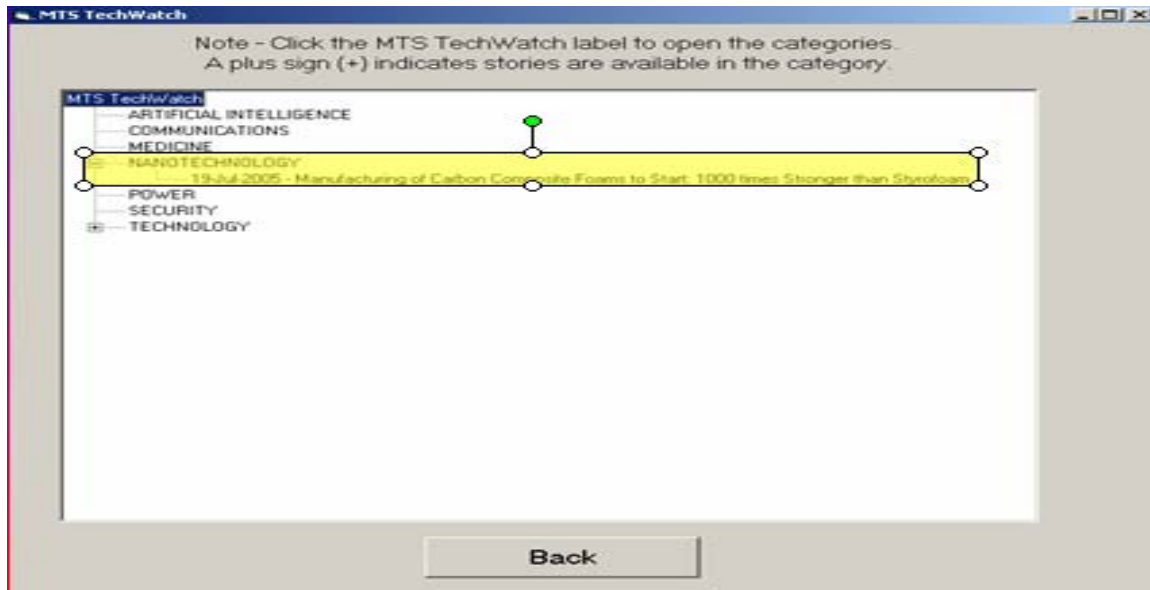 MTS TechWatch
Note - Click the MTS TechWatch label to open the categories.
A plus sign (+) indicates stories are available in the category.
MTS TechWatch
ARTIFICIAL INTELLIGENCE
COMMUNICATIONS
MEDICINE
NANOTECHNOLOGY
19-Jul-2005 - Manufacturing of Carbon Composite Foams to Start: 1000 times Stronger than Styrofoam
POWER
SECURITY
TECHNOLOGY
Back